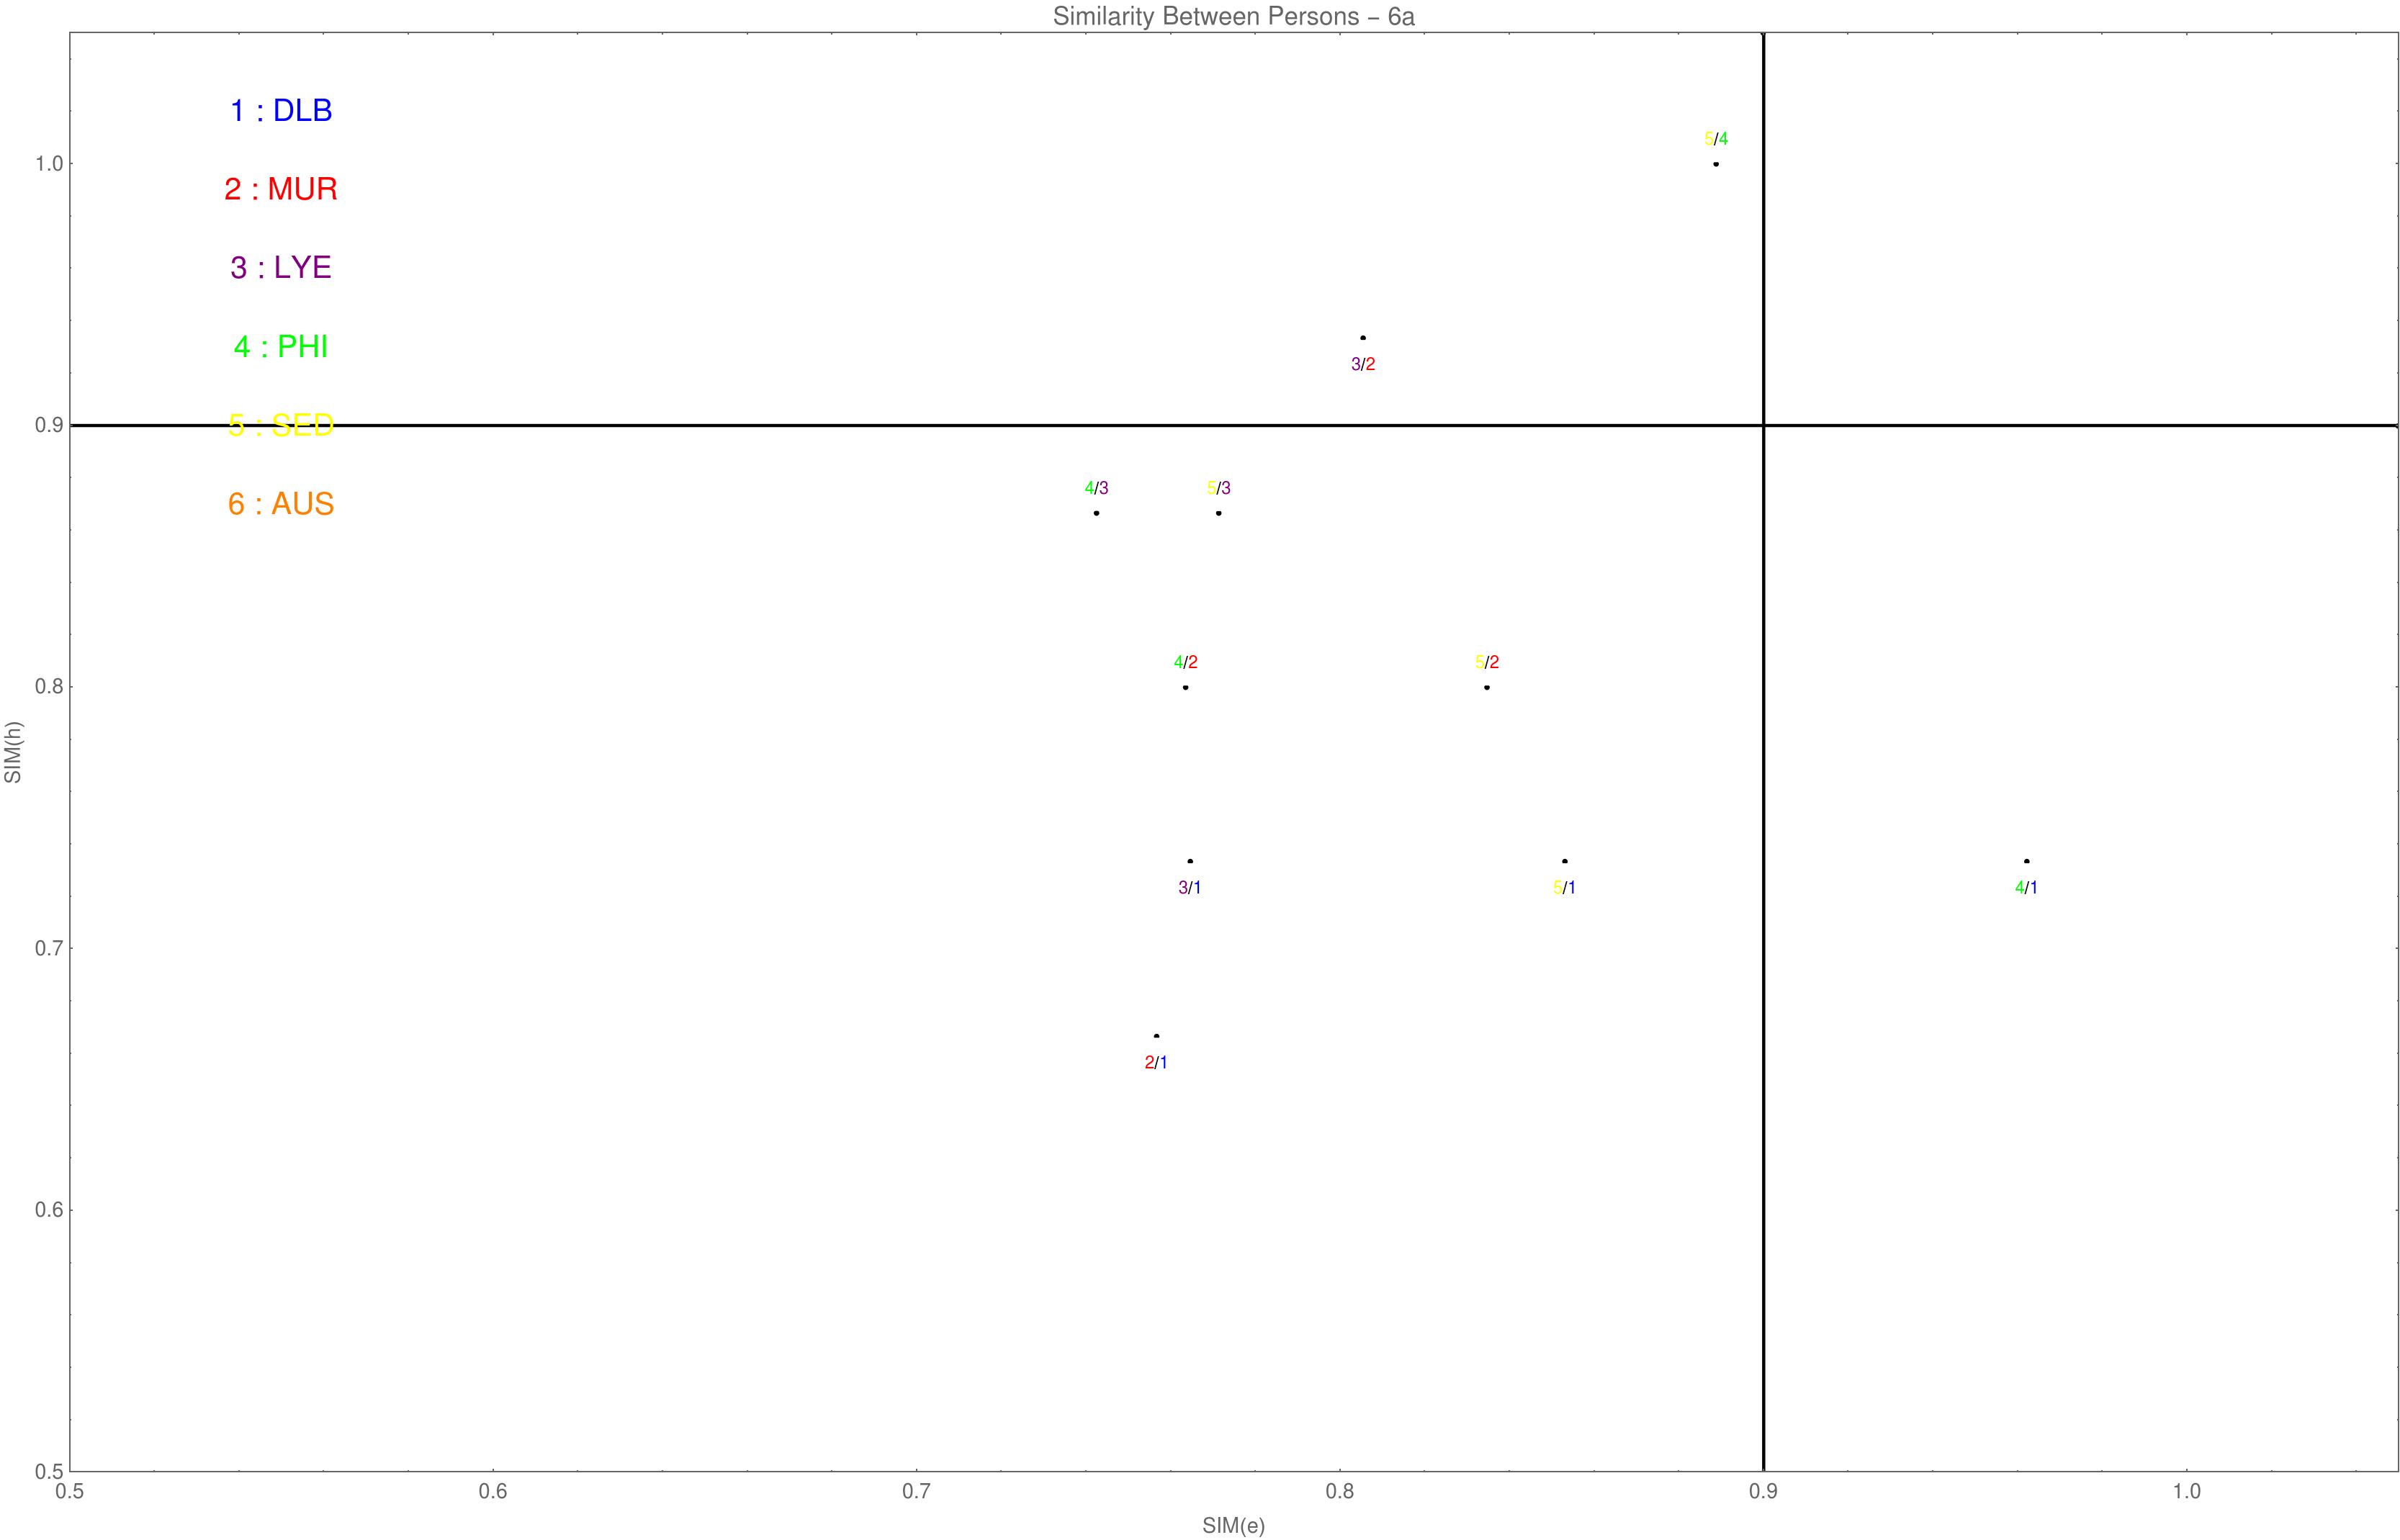 Similarity Between Persons – 6a
1 : DLB
5/4
1.0
2 : MUR
3 : LYE
4 : PHI
3/2
0.9
5 : SED
4/3
5/3
6 : AUS
4/2
5/2
0.8
SIM(h)
3/1
5/1
4/1
0.7
2/1
0.6
0.5
0.5
0.6
0.7
0.8
0.9
1.0
SIM(e)